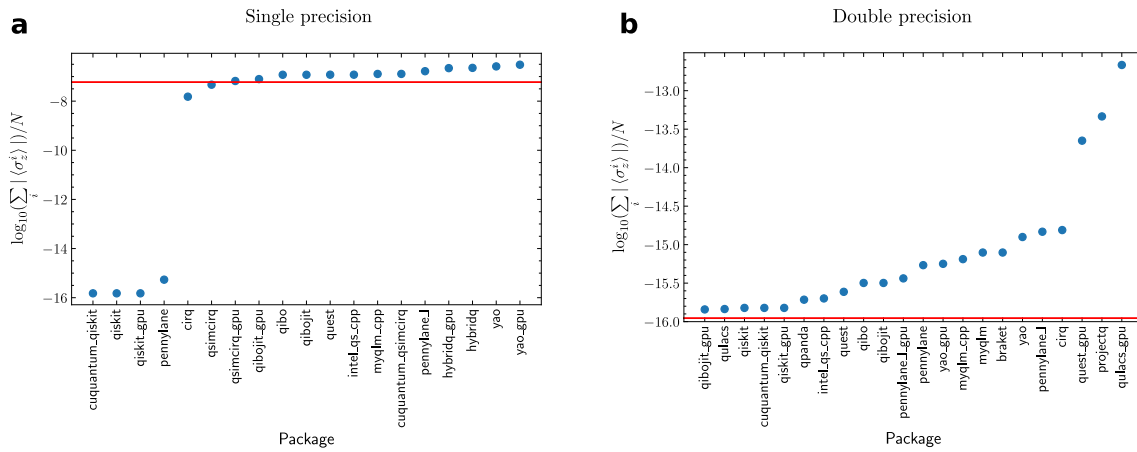 a
Single precision
−8
−10
−12
−14
−16
log₁₀(∑ᵢ |⟨σᶻⁱ⟩|)/N
cuquantum_qiskit
qiskit
qiskit_gpu
pennylane
cirq
qsimcirq
qsimcirq_gpu
qibojit_gpu
qibo
qibojit
quest
intel_qs_cpp
myqlm_cpp
cuquantum_qsimcirq
pennylane_l
hybridq_gpu
hybridq
yao
yao_gpu
Package
b
Double precision
−13.0
−13.5
−14.0
−14.5
−15.0
−15.5
−16.0
log₁₀(∑ᵢ |⟨σᶻⁱ⟩|)/N
qibojit_gpu
qulacs
qiskit
cuquantum_qiskit
qiskit_gpu
qpanda
intel_qs_cpp
quest
qibo
qibojit
pennylane_l_gpu
pennylane
yao_gpu
myqlm_cpp
myqlm
braket
yao
pennylane_l
cirq
quest_gpu
projectq
qulacs_gpu
Package